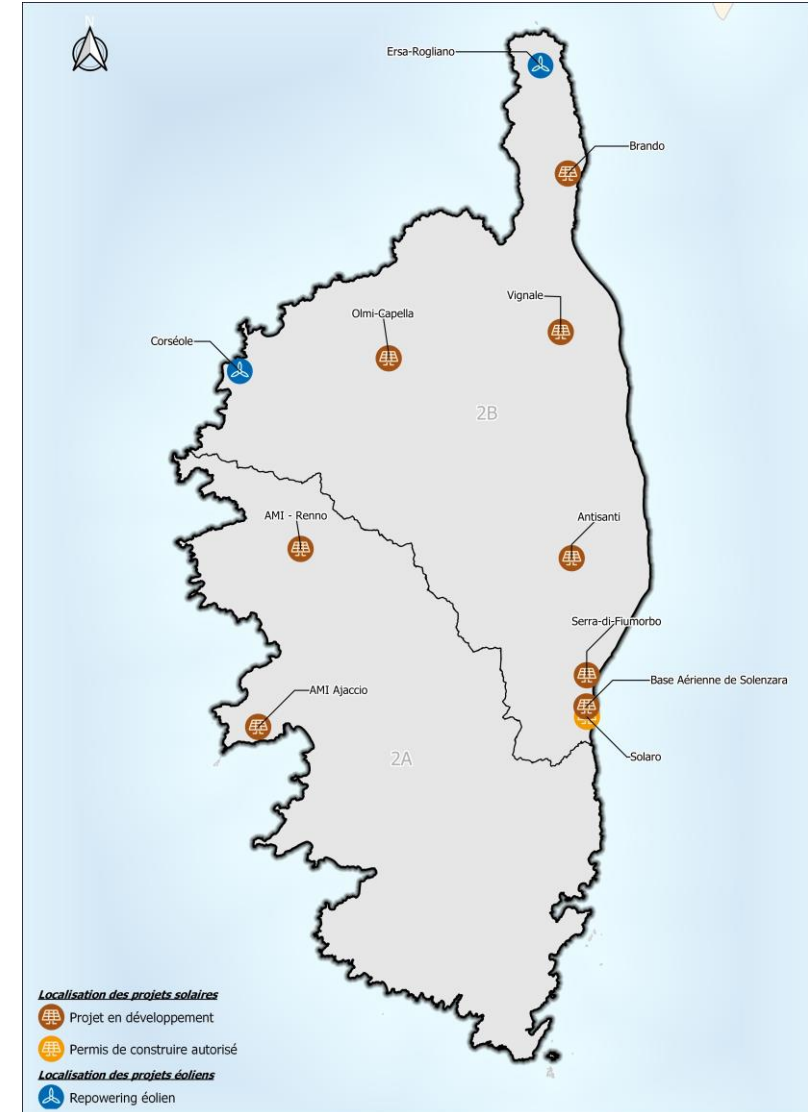 N
Ersa-Rogliano
Brando
Vignale
Olmi-Capella
Corséole
2B
AMI - Renno
Antisanti
Serra-di-Fiumorbo
Base Aérienne de Solenzara
AMI Ajaccio
Solaro
2A
Localisation des projets solaires
Projet en développement
Permis de construire autorisé
Localisation des projets éoliens
Repowering éolien